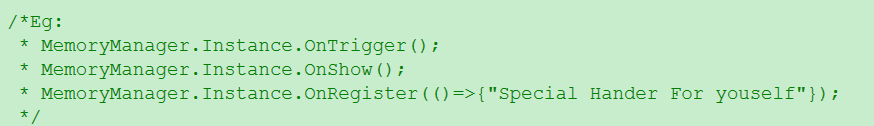 /*Eg:
 * MemoryManager.Instance.OnTrigger();
 * MemoryManager.Instance.OnShow();
 * MemoryManager.Instance.OnRegister(()=>{"Special Hander For youself"});
 */